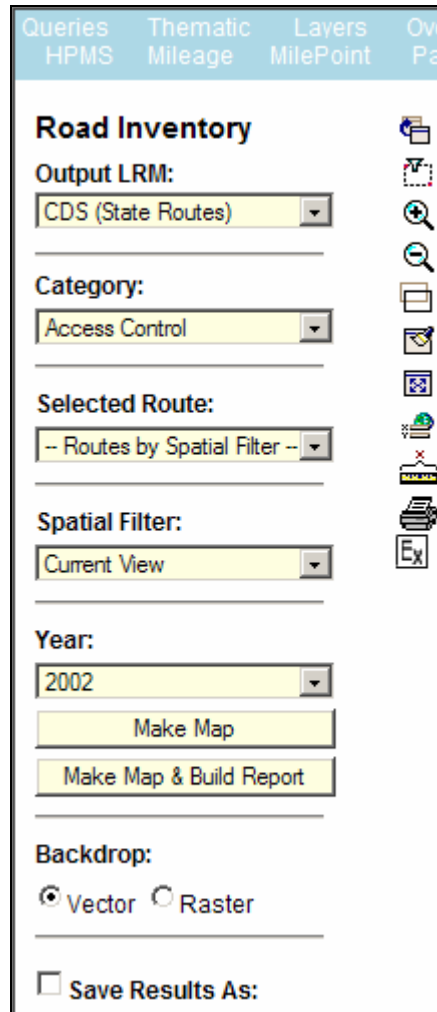 Queries Thematic Layers
HPMS Mileage MilePoint
Road Inventory
Output LRM:
CDS (State Routes)
Category:
Access Control
Selected Route:
-- Routes by Spatial Filter --
Spatial Filter:
Current View
Year:
2002
Make Map
Make Map & Build Report
Backdrop:
Vector Raster
Save Results As:
Ex